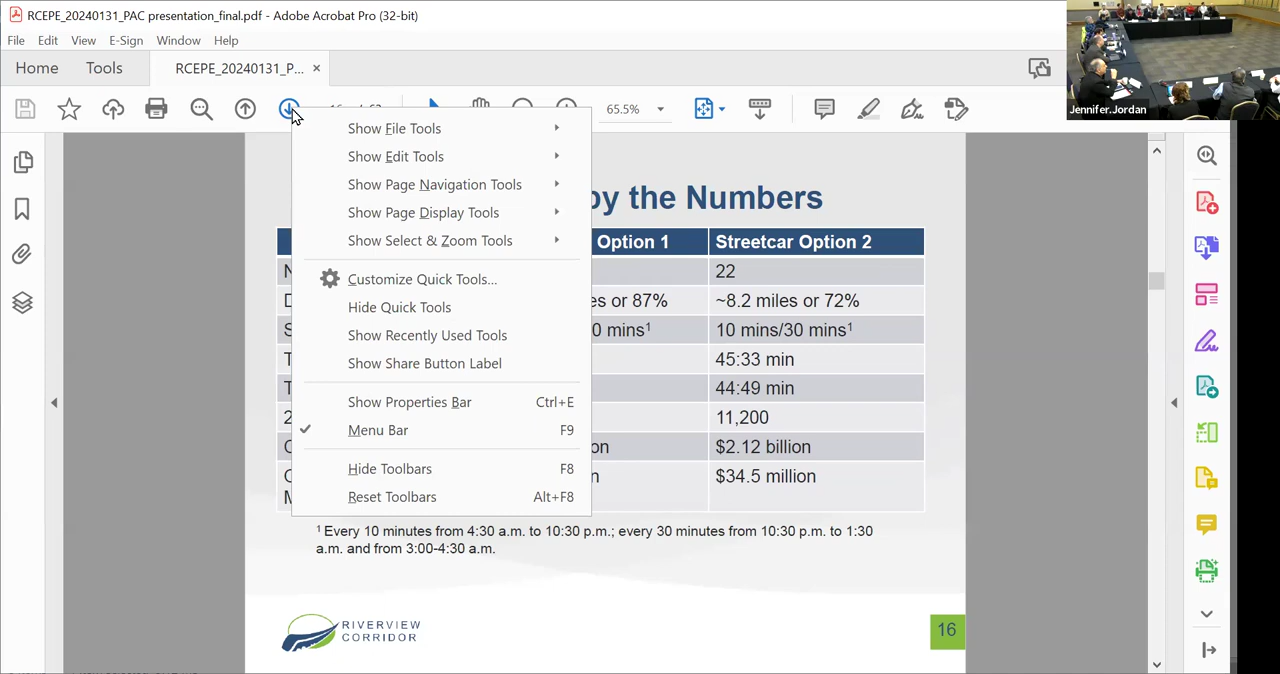 RCEPE_20240131_PAC presentation_final.pdf - Adobe Acrobat Pro (32-bit)
File Edit View E-Sign Window Help
Home Tools RCEPE_20240131_P... ×
65.5%
Jennifer.Jordan
Show File Tools
Show Edit Tools
Show Page Navigation Tools
Show Page Display Tools
Show Select & Zoom Tools
Customize Quick Tools...
Hide Quick Tools
Show Recently Used Tools
Show Share Button Label
Show Properties Bar Ctrl+E
Menu Bar F9
Hide Toolbars F8
Reset Toolbars Alt+F8
by the Numbers
Option 1 Streetcar Option 2
22
87% ~8.2 miles or 72%
0 mins¹ 10 mins/30 mins¹
45:33 min
44:49 min
11,200
$2.12 billion
$34.5 million
¹ Every 10 minutes from 4:30 a.m. to 10:30 p.m.; every 30 minutes from 10:30 p.m. to 1:30
a.m. and from 3:00-4:30 a.m.
RIVERVIEW
CORRIDOR
16